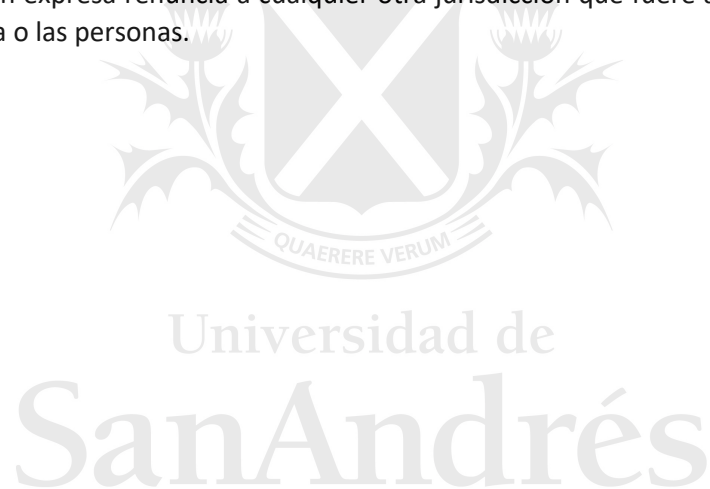 expresa renuncia a cualquier otra jurisdicción que fuere
o las personas.
QUAERERE VERUM
Universidad de
SanAndrés